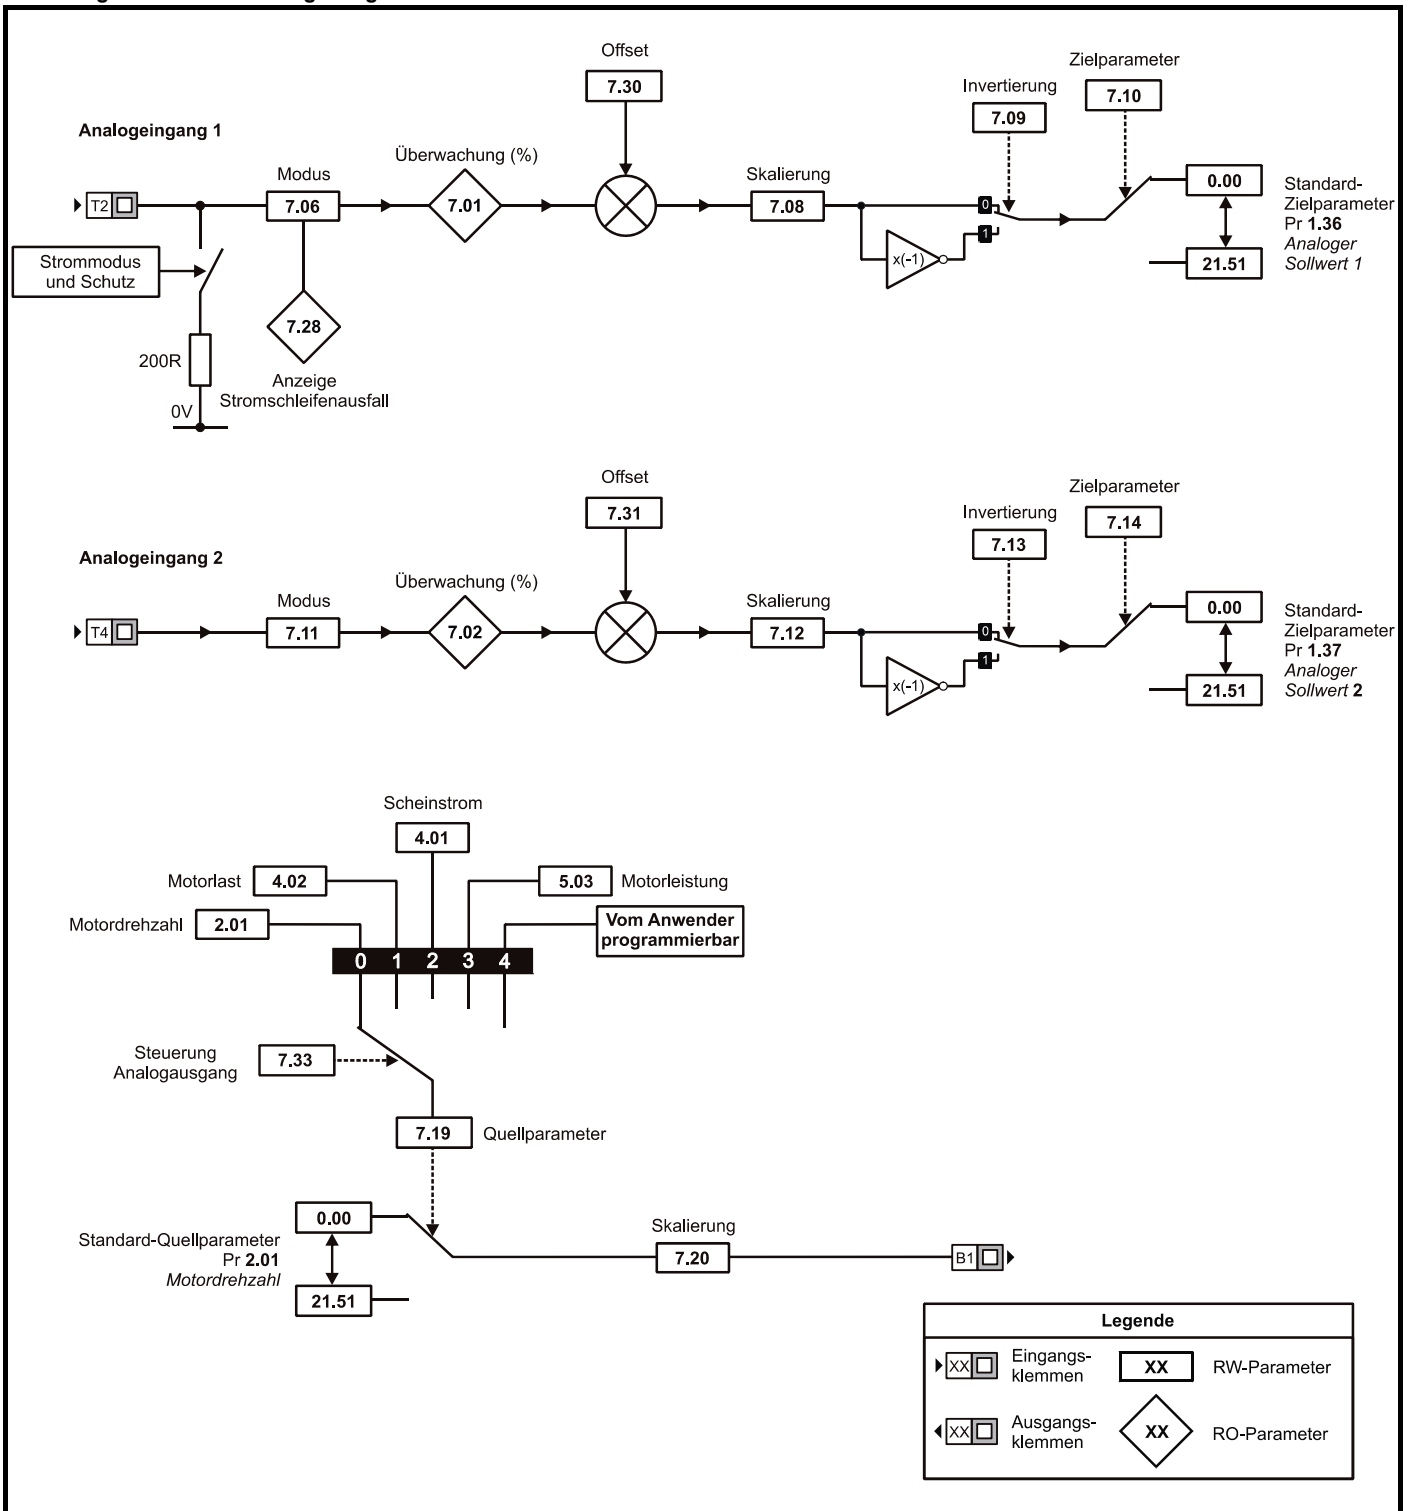 Offset
7.30
Zielparameter
7.10
Invertierung
7.09
Analogeingang 1
Überwachung (%)
Modus
Skalierung
T2
7.06
7.01
7.08
0
1
x(-1)
0.00
21.51
Standard-
Zielparameter
Pr 1.36
Analoger
Sollwert 1
Strommodus
und Schutz
7.28
200R
Anzeige
Stromschleifenausfall
0V
Offset
7.31
Zielparameter
7.14
Invertierung
7.13
Analogeingang 2
Überwachung (%)
Modus
Skalierung
T4
7.11
7.02
7.12
0
1
x(-1)
0.00
21.51
Standard-
Zielparameter
Pr 1.37
Analoger
Sollwert 2
Scheinstrom
4.01
Motorlast 4.02
5.03 Motorleistung
Motordrehzahl 2.01
Vom Anwender
programmierbar
0 1 2 3 4
Steuerung
Analogausgang
7.33
7.19 Quellparameter
0.00
Standard-Quellparameter
Pr 2.01
Motordrehzahl
21.51
Skalierung
7.20
B1
Legende
XX Eingangs-
klemmen
XX RW-Parameter
XX Ausgangs-
klemmen
XX RO-Parameter